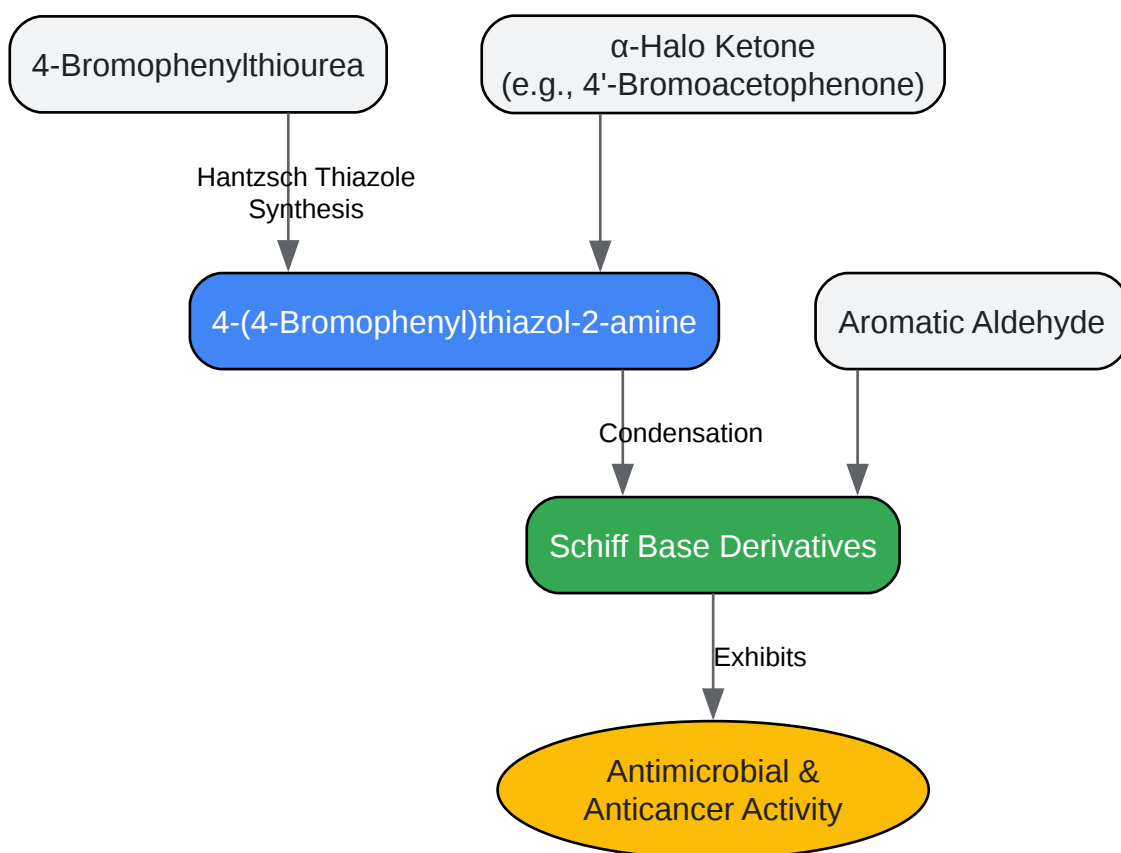 4-Bromophenylthiourea
α-Halo Ketone
(e.g., 4'-Bromoacetophenone)
Hantzsch Thiazole
Synthesis
4-(4-Bromophenyl)thiazol-2-amine
Aromatic Aldehyde
Condensation
Schiff Base Derivatives
Exhibits
Antimicrobial &
Anticancer Activity